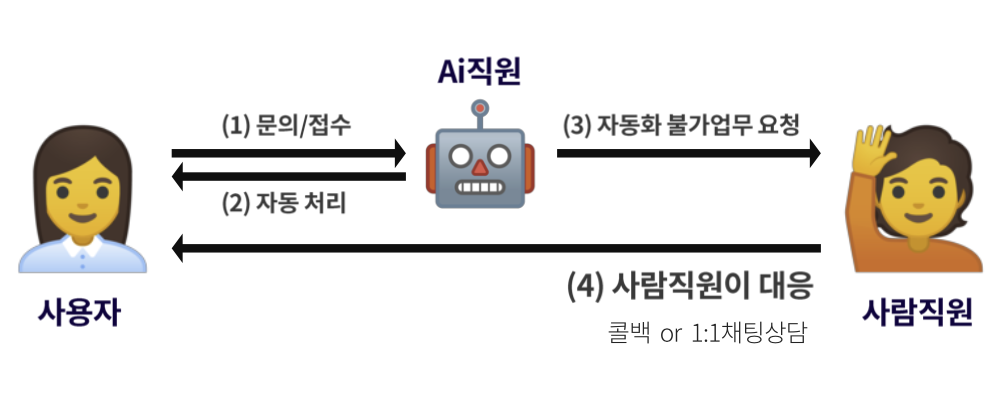 Ai직원
(1) 문의/접수
(3) 자동화 불가업무 요청
(2) 자동 처리
(4) 사람직원이 대응
사용자
사람직원
콜백 or 1:1채팅상담